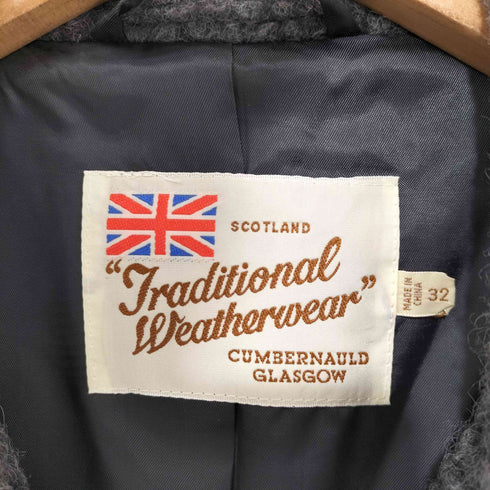 SCOTLAND
"Traditional
Weatherwear"
CUMBERNAULD
GLASGOW
MADE IN
CHINA
32